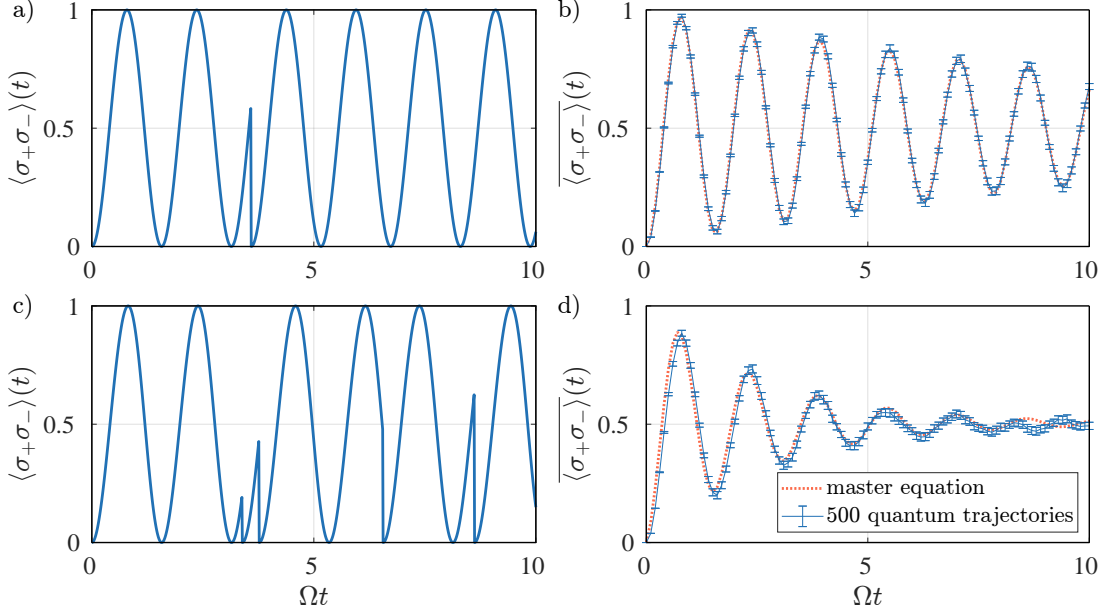 a)
1
0.5
0
⟨σ₊σ₋⟩(t)
0
5
10
b)
1
0.5
0
⟨σ₊σ₋⟩(t)
0
5
10
c)
1
0.5
0
⟨σ₊σ₋⟩(t)
0
5
10
Ωt
d)
1
0.5
0
⟨σ₊σ₋⟩(t)
master equation
500 quantum trajectories
0
5
10
Ωt